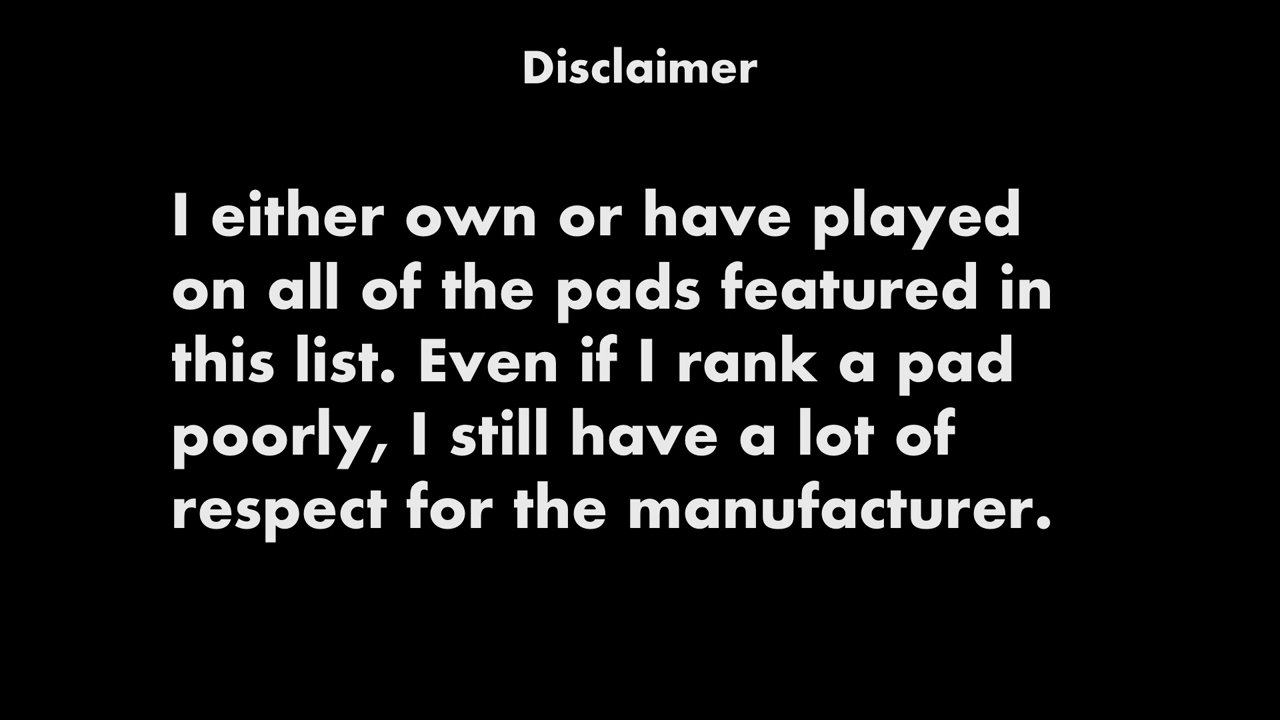 Disclaimer
I either own or have played
on all of the pads featured in
this list. Even if I rank a pad
poorly, I still have a lot of
respect for the manufacturer.